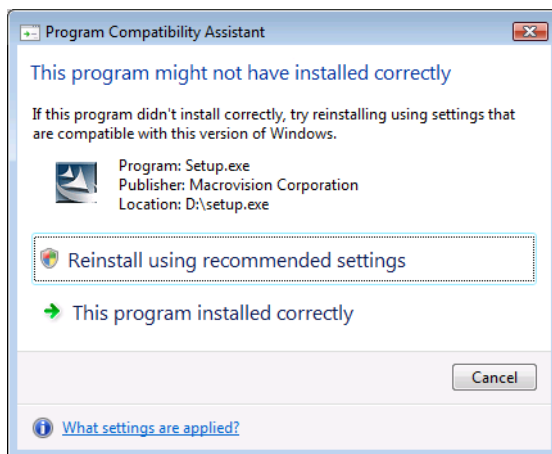 Program Compatibility Assistant
This program might not have installed correctly
If this program didn't install correctly, try reinstalling using settings that
are compatible with this version of Windows.
Program: Setup.exe
Publisher: Macrovision Corporation
Location: D:\setup.exe
Reinstall using recommended settings
This program installed correctly
Cancel
What settings are applied?